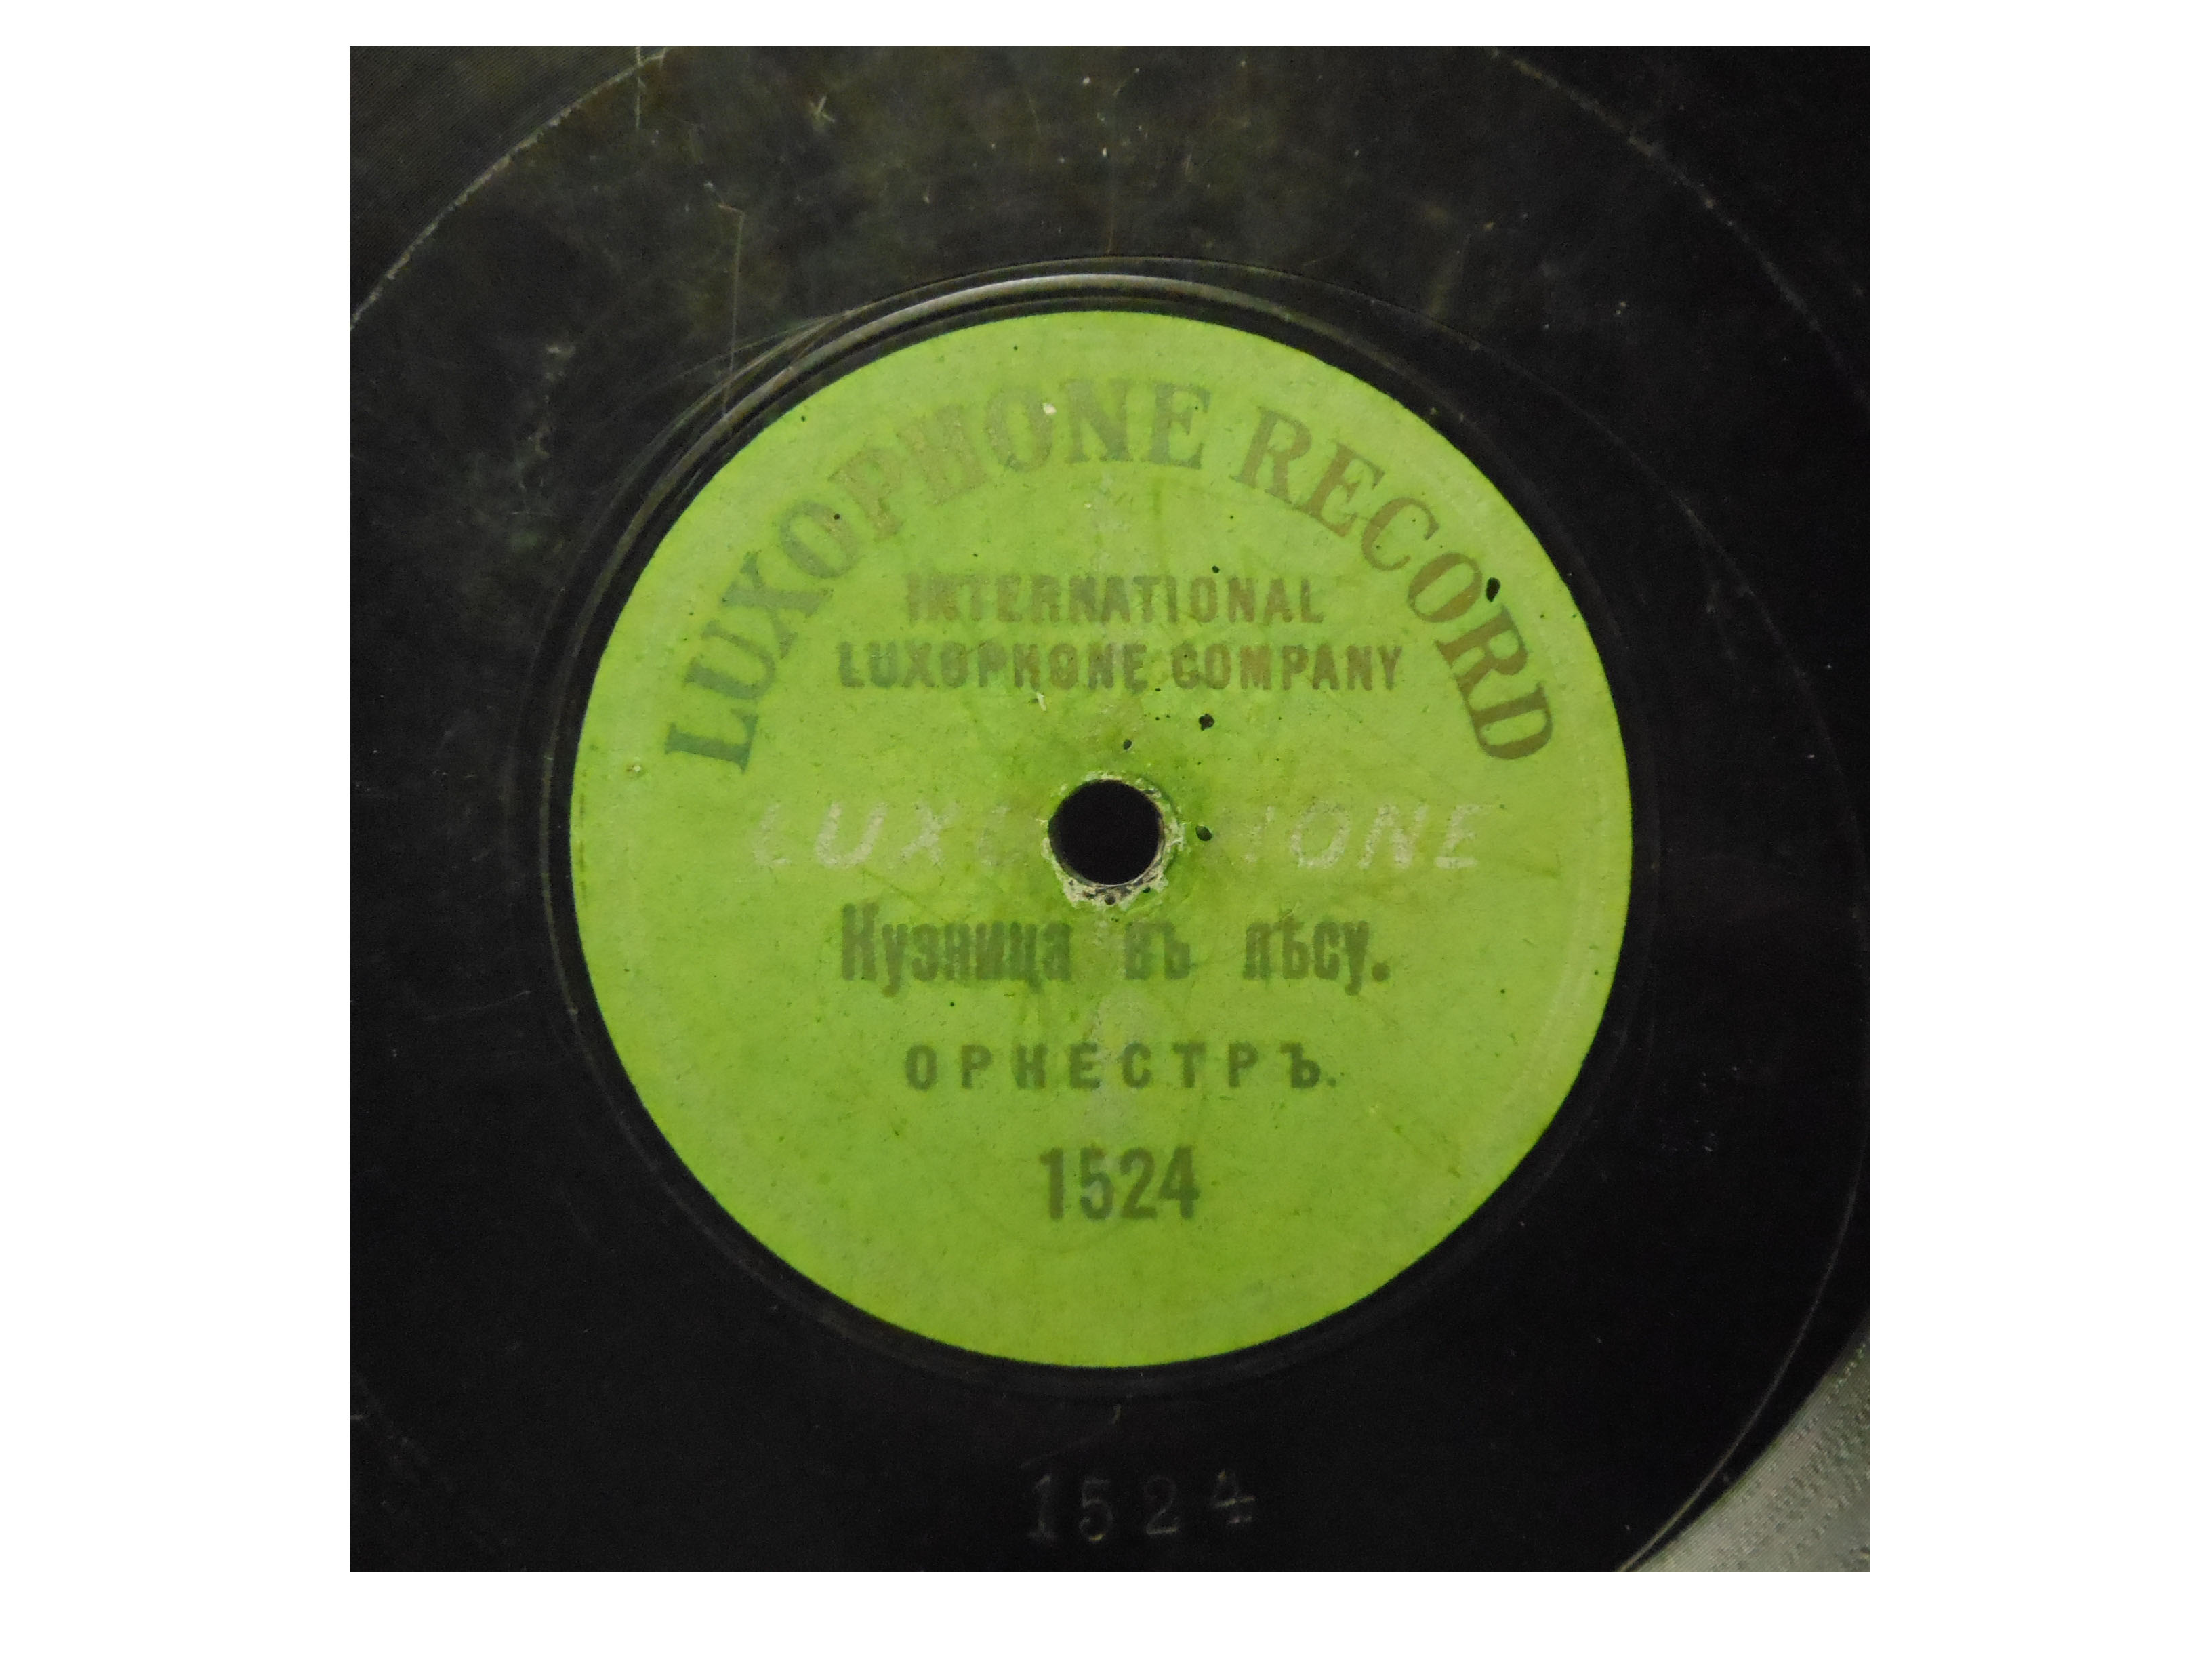 LUXOPHONE RECORD
INTERNATIONAL
LUXOPHONE COMPANY
Кузница въ лѣсу.
ОРКЕСТРЪ.
1524
1524